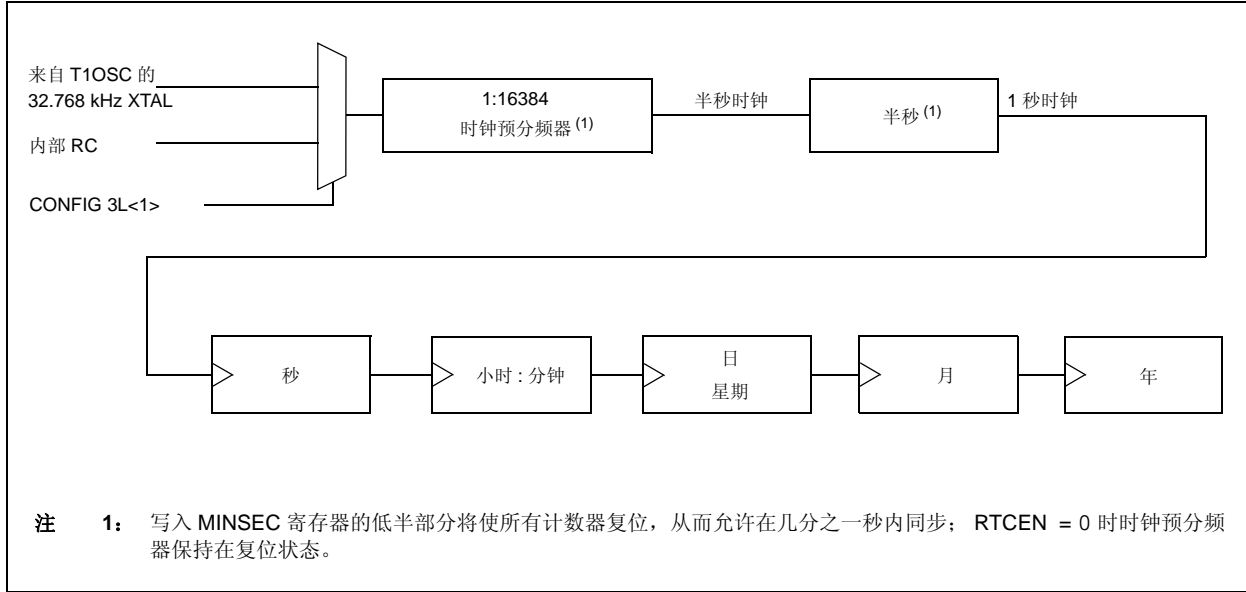 来自 T1OSC 的
32.768 kHz XTAL
内部 RC
CONFIG 3L<1>
1:16384
时钟预分频器 (1)
半秒时钟
半秒 (1)
1 秒时钟
秒
小时 : 分钟
日
星期
月
年
注 1： 写入 MINSEC 寄存器的低半部分将使所有计数器复位，从而允许在几分之一秒内同步； RTCEN = 0 时时钟预分频
器保持在复位状态。